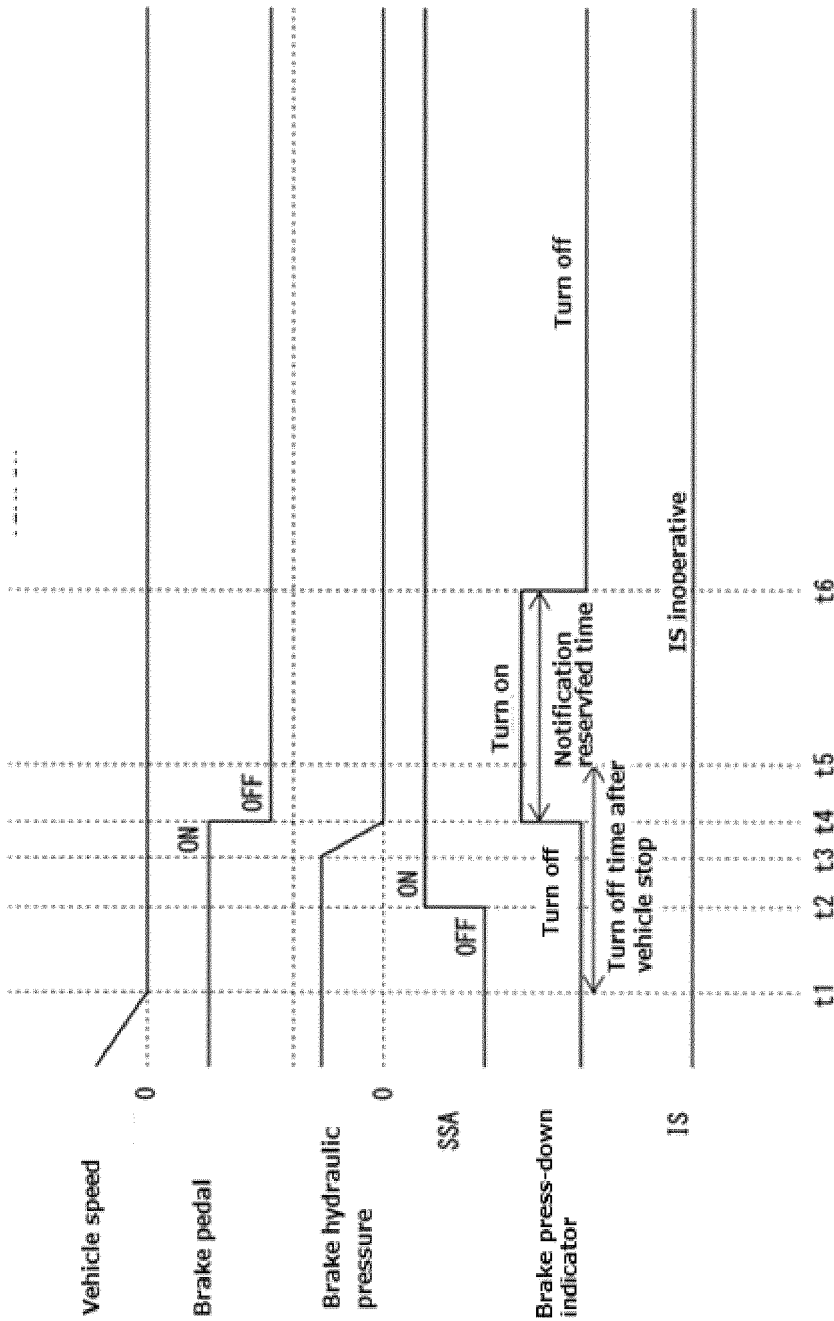 Vehicle speed
0
Brake pedal
ON
OFF
Brake hydraulic
pressure
0
SSA
OFF
ON
Brake press-down
indicator
Turn off
Turn on
Turn off
Notification
reservfed time
Turn off time after
vehicle stop
IS
IS inoperative
t1
t2
t3
t4
t5
t6